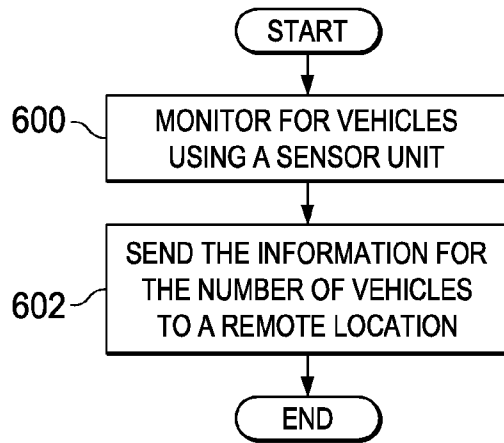 START
600
MONITOR FOR VEHICLES
USING A SENSOR UNIT
602
SEND THE INFORMATION FOR
THE NUMBER OF VEHICLES
TO A REMOTE LOCATION
END